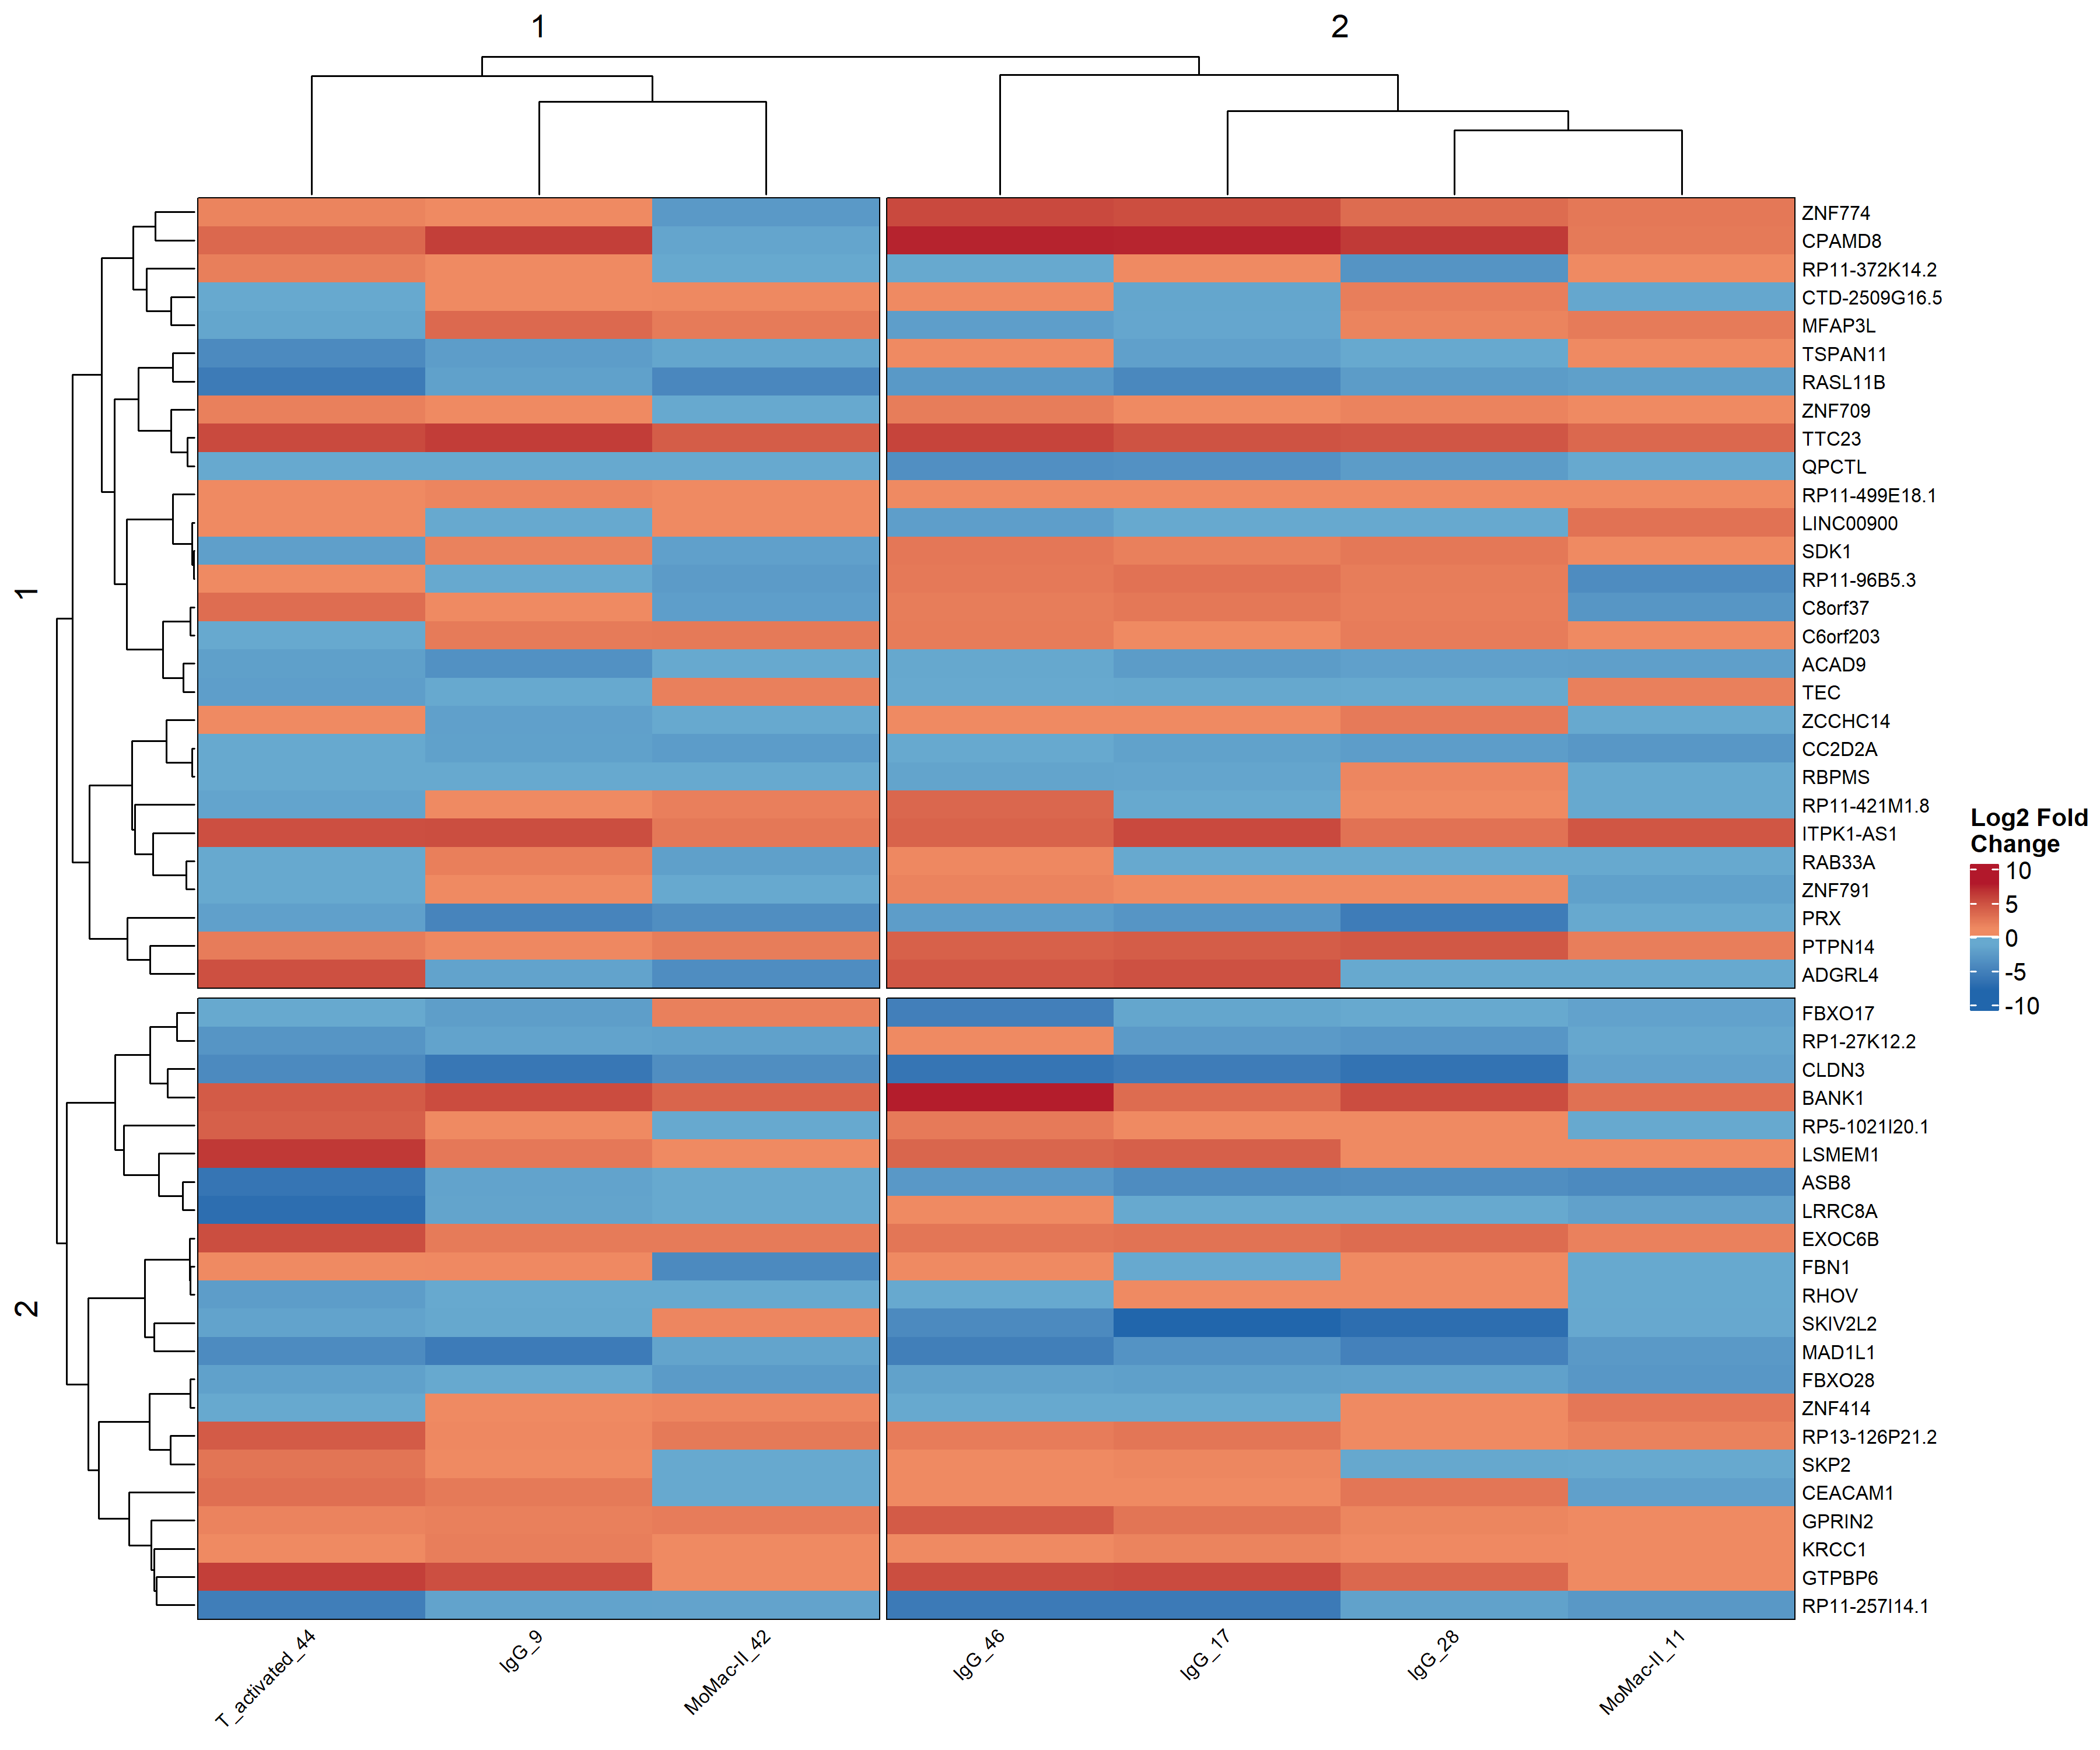 1
2
1
2
ZNF774
CPAMD8
RP11-372K14.2
CTD-2509G16.5
MFAP3L
TSPAN11
RASL11B
ZNF709
TTC23
QPCTL
RP11-499E18.1
LINC00900
SDK1
RP11-96B5.3
C8orf37
C6orf203
ACAD9
TEC
ZCCHC14
CC2D2A
RBPMS
RP11-421M1.8
ITPK1-AS1
RAB33A
ZNF791
PRX
PTPN14
ADGRL4
FBXO17
RP1-27K12.2
CLDN3
BANK1
RP5-1021I20.1
LSMEM1
ASB8
LRRC8A
EXOC6B
FBN1
RHOV
SKIV2L2
MAD1L1
FBXO28
ZNF414
RP13-126P21.2
SKP2
CEACAM1
GPRIN2
KRCC1
GTPBP6
RP11-257I14.1
Log2 Fold
Change
10
5
0
-5
-10
T_activated_44
IgG_9
MoMac-II_42
IgG_46
IgG_17
IgG_28
MoMac-II_11